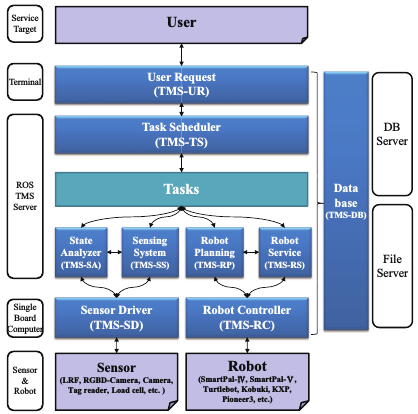 Service
Target
User
Terminal
User Request
(TMS-UR)
ROS
TMS
Server
Task Scheduler
(TMS-TS)
Tasks
State
Analyzer
(TMS-SA)
Sensing
System
(TMS-SS)
Robot
Planning
(TMS-RP)
Robot
Service
(TMS-RS)
Data
base
(TMS-DB)
DB
Server
File
Server
Single
Board
Computer
Sensor Driver
(TMS-SD)
Robot Controller
(TMS-RC)
Sensor
& Robot
Sensor
(LRF, RGBD-Camera, Camera,
Tag reader, Load cell, etc. )
Robot
(SmartPal-Ⅳ, SmartPal-Ⅴ,
Turtlebot, Kobuki, KXP,
Pioneer3, etc.)